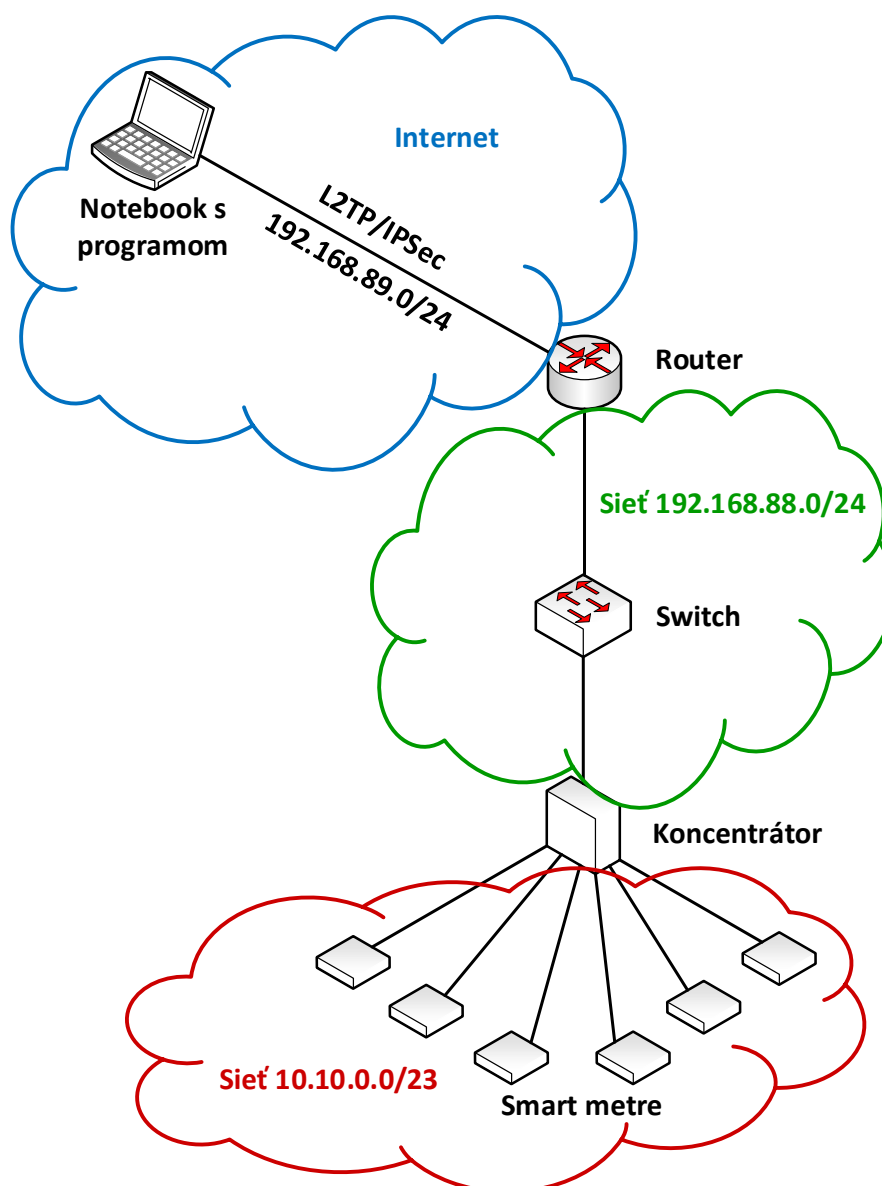 Internet
Notebook s
programom
L2TP/IPSec
192.168.89.0/24
Router
Sieť 192.168.88.0/24
Switch
Koncentrátor
Sieť 10.10.0.0/23
Smart metre